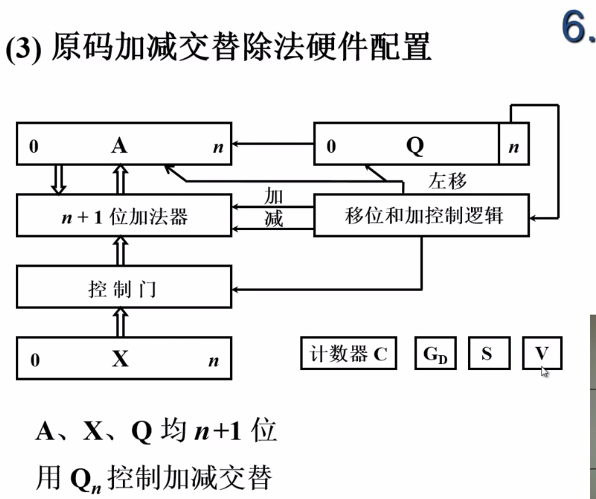 6.
(3) 原码加减交替除法硬件配置
0 A n
0 Q n
左移
加
n + 1 位加法器
减
移位和加控制逻辑
控 制 门
0 X n
计数器 C
G_D
S
V
A、X、Q 均 n+1 位
用 Q_n 控制加减交替